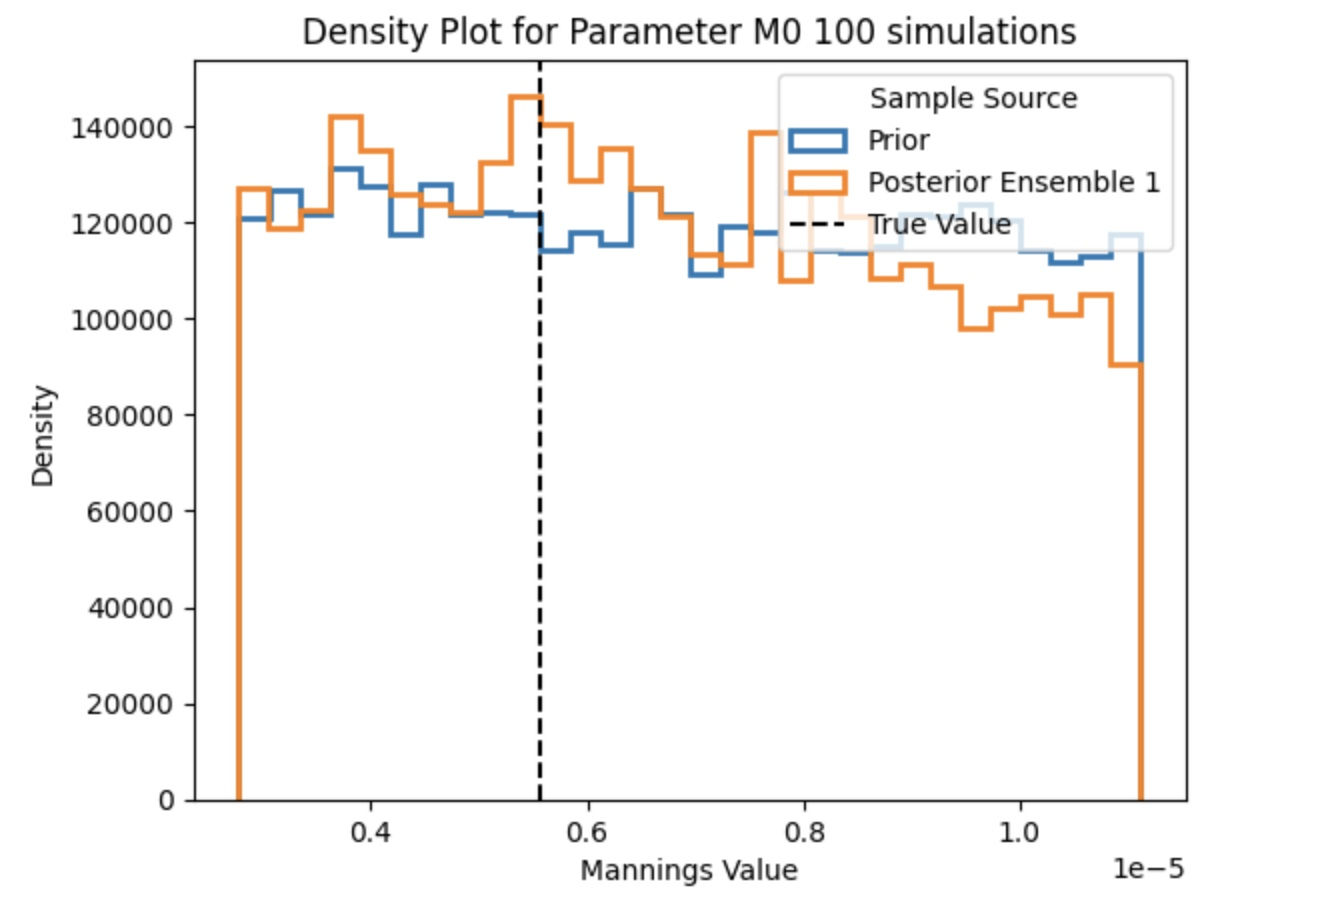 Density Plot for Parameter M0 100 simulations
Sample Source
Prior
Posterior Ensemble 1
True Value
Density
140000
120000
100000
80000
60000
40000
20000
0
0.4 0.6 0.8 1.0
Mannings Value
1e−5